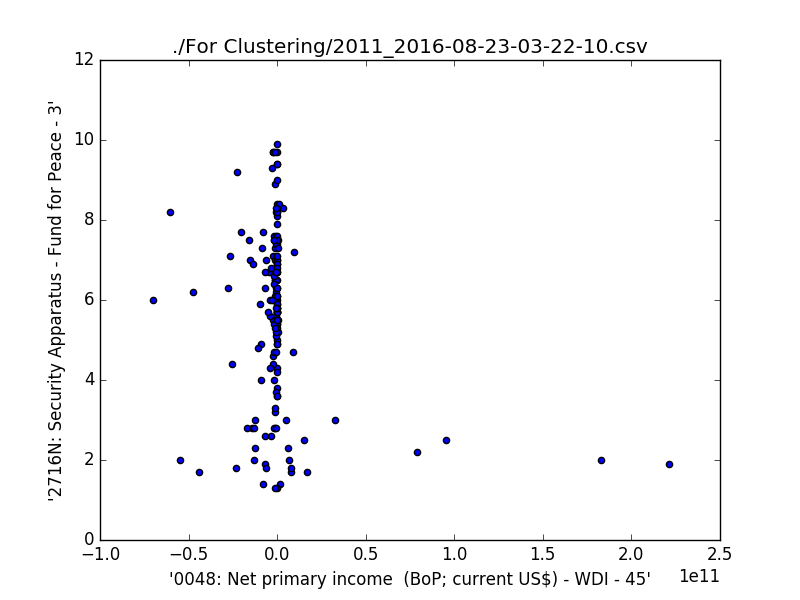 ./For Clustering/2011_2016-08-23-03-22-10.csv
12
10
8
6
4
2
0
'2716N: Security Apparatus - Fund for Peace - 3'
−1.0 −0.5 0.0 0.5 1.0 1.5 2.0 2.5
1e11
'0048: Net primary income  (BoP; current US$) - WDI - 45'